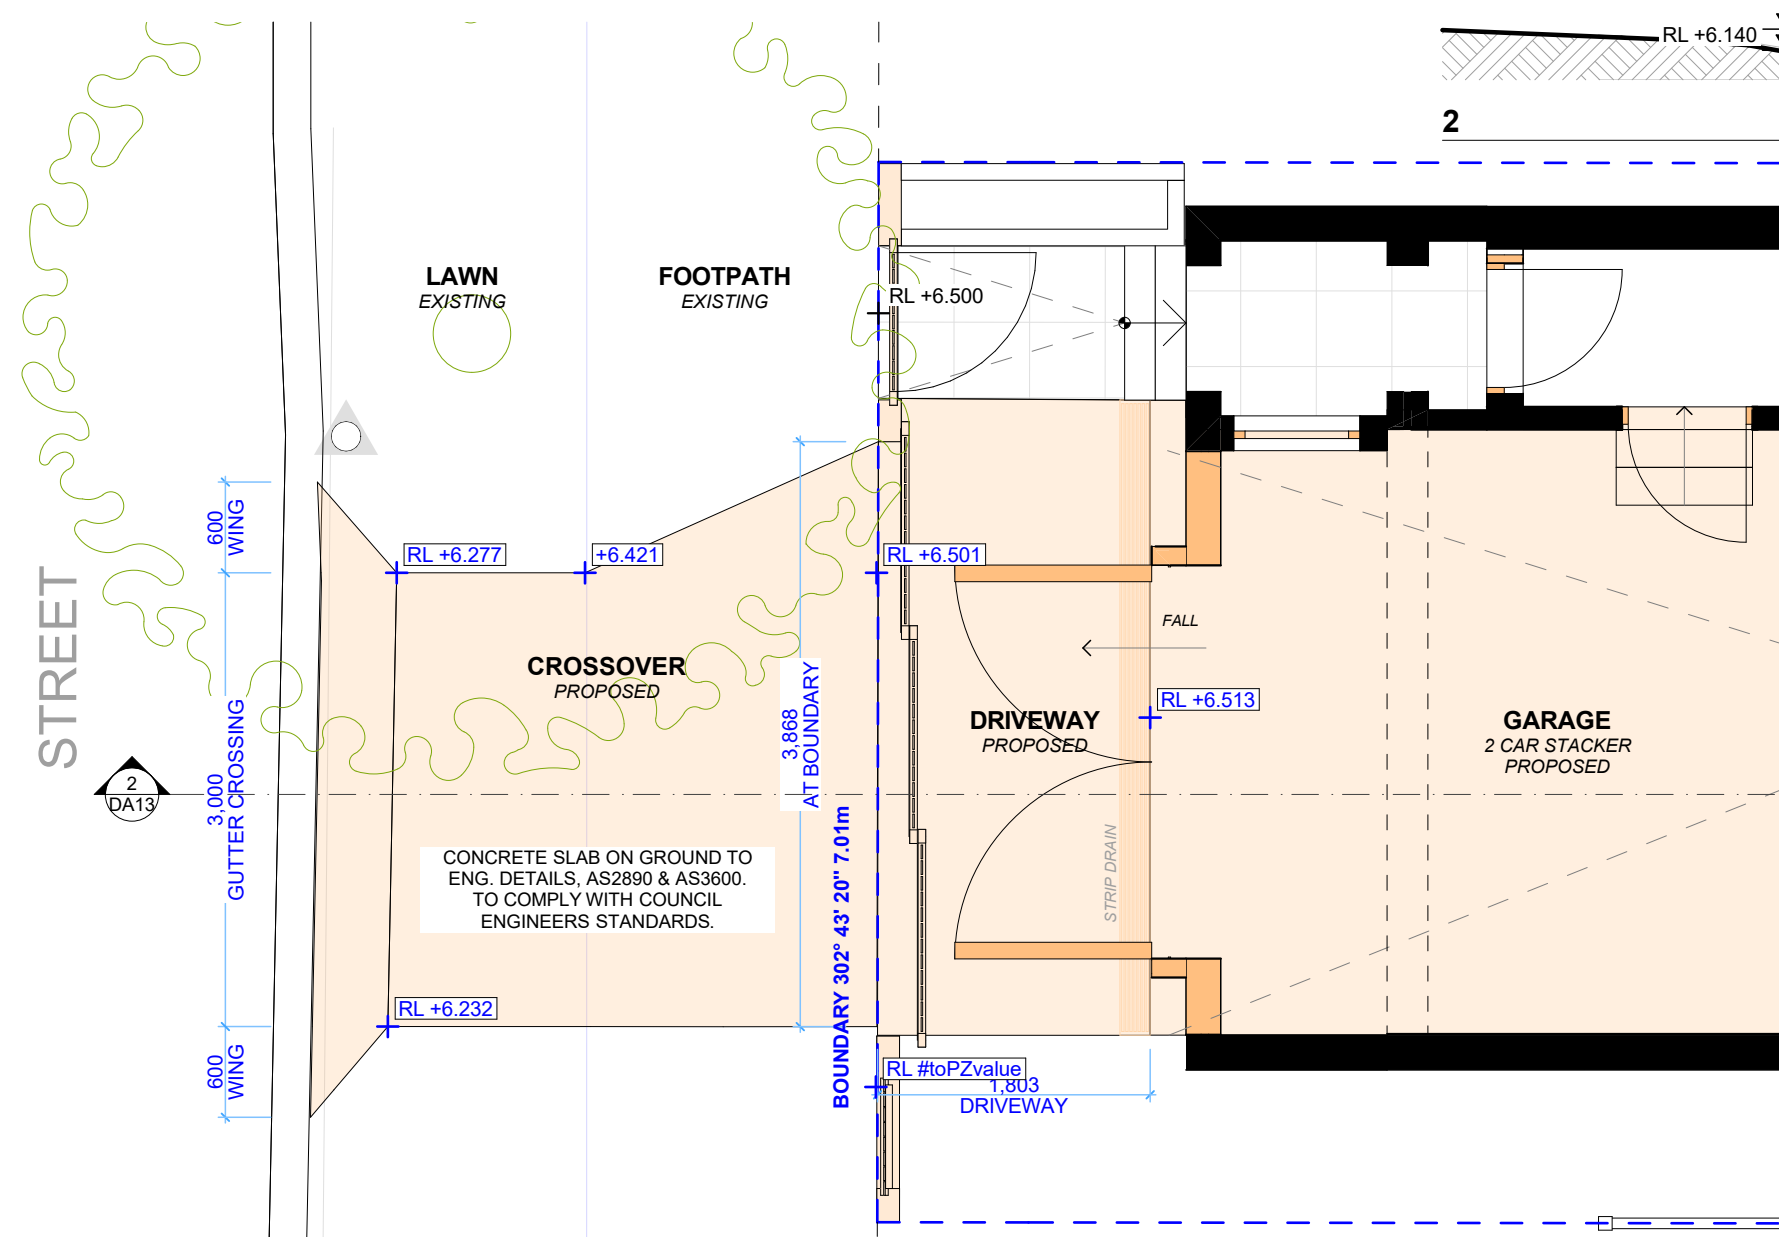 RL +6.140
2
LAWN
EXISTING
FOOTPATH
EXISTING
RL +6.500
600
WING
RL +6.277
+6.421
RL +6.501
STREET
FALL
CROSSOVER
PROPOSED
3,868
AT BOUNDARY
RL +6.513
DRIVEWAY
PROPOSED
GARAGE
2 CAR STACKER
PROPOSED
2
DA13
3,000
GUTTER CROSSING
CONCRETE SLAB ON GROUND TO
ENG. DETAILS, AS2890 & AS3600.
TO COMPLY WITH COUNCIL
ENGINEERS STANDARDS.
BOUNDARY 302° 43' 20" 7.01m
STRIP DRAIN
RL +6.232
600
WING
RL #toPZvalue
1,803
DRIVEWAY